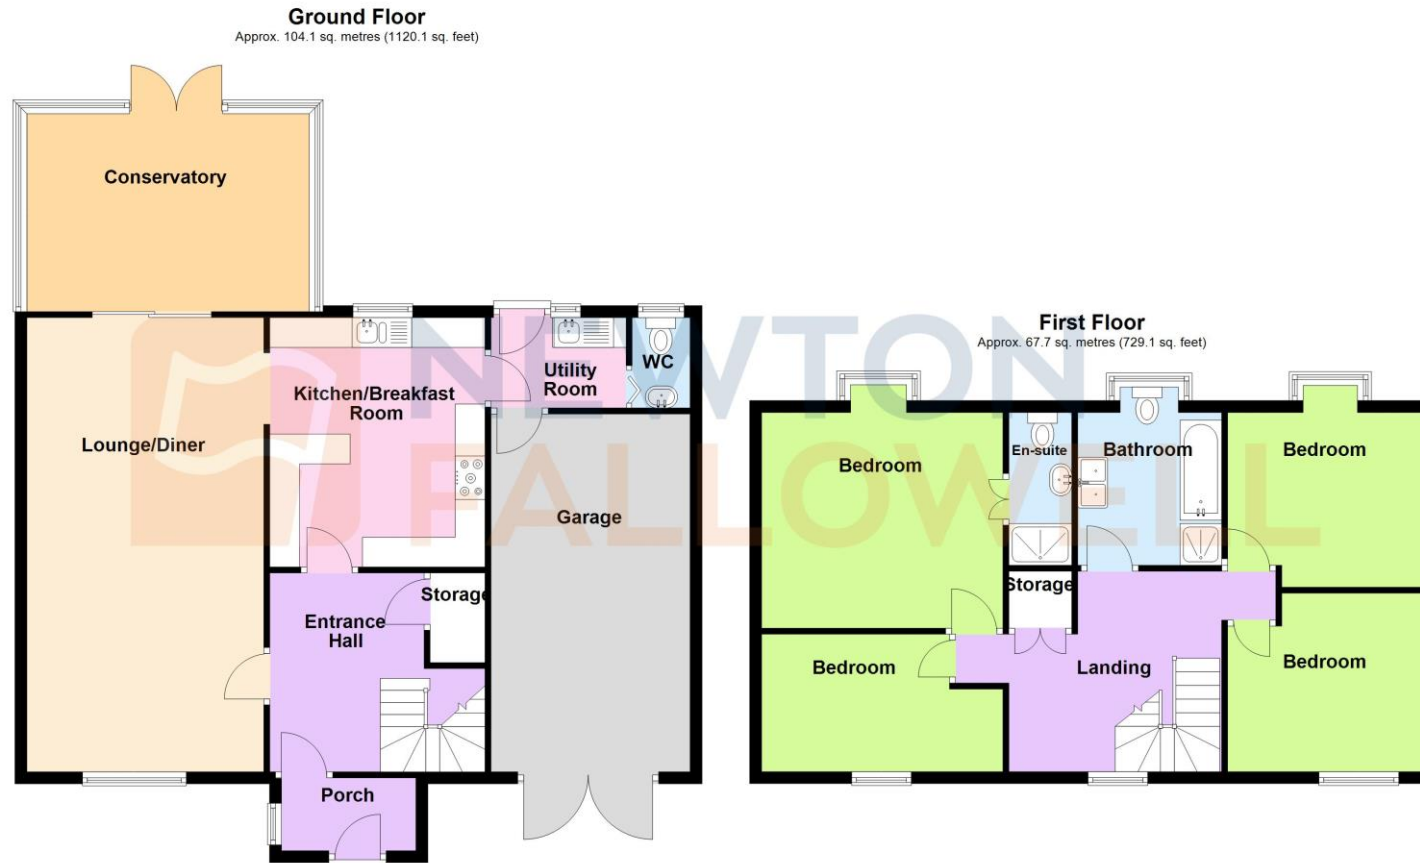 Ground Floor
Approx. 104.1 sq. metres (1120.1 sq. feet)
Conservatory
Kitchen/Breakfast
Room
Utility
Room
WC
Lounge/Diner
Garage
Storage
Entrance
Hall
Porch
First Floor
Approx. 67.7 sq. metres (729.1 sq. feet)
Bedroom
En-suite
Bathroom
Bedroom
Storage
Bedroom
Landing
Bedroom
NEWTON
FALLOWELL